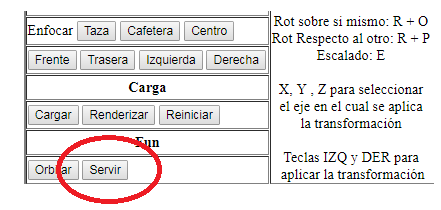 Enfocar Taza Cafetera Centro
Frente Trasera Izquierda Derecha
Carga
Cargar Renderizar Reiniciar
Fun
Orbitar Servir
Rot sobre si mismo: R + O
Rot Respecto al otro: R + P
Escalado: E
X, Y , Z para seleccionar
el eje en el cual se aplica
la transformación
Teclas IZQ y DER para
aplicar la transformación